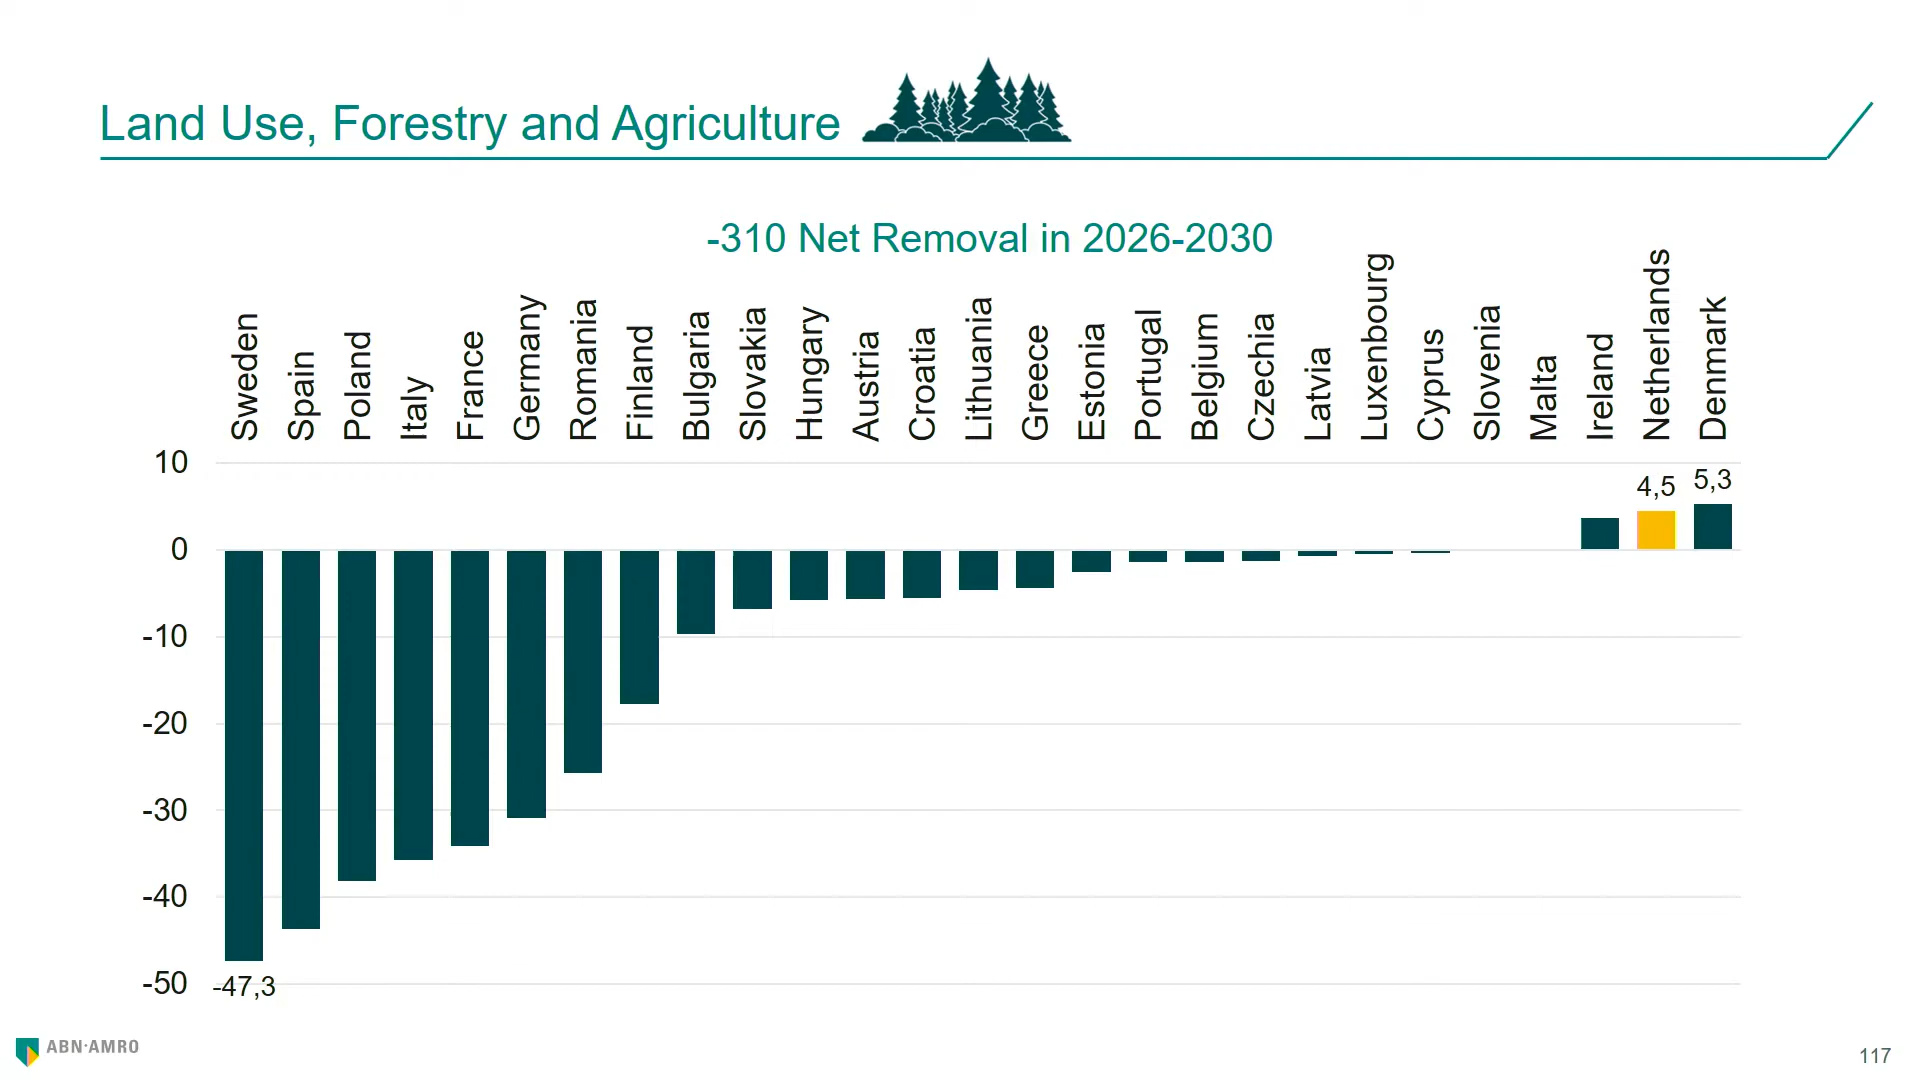 Land Use, Forestry and Agriculture
-310 Net Removal in 2026-2030
Sweden
Spain
Poland
Italy
France
Germany
Romania
Finland
Bulgaria
Slovakia
Hungary
Austria
Croatia
Lithuania
Greece
Estonia
Portugal
Belgium
Czechia
Latvia
Luxenbourg
Cyprus
Slovenia
Malta
Ireland
Netherlands
Denmark
10
0
-10
-20
-30
-40
-50
4,5
5,3
-47,3
ABN·AMRO
117